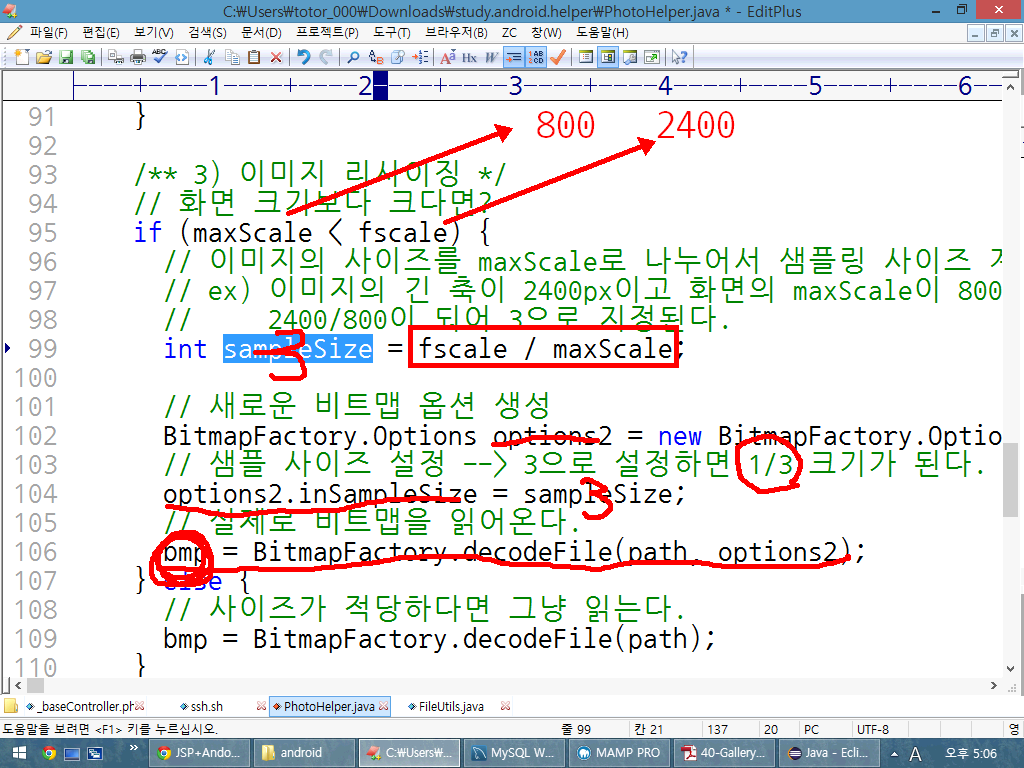 C:₩Users₩totor_000₩Downloads₩study.android.helper₩PhotoHelper.java * - EditPlus
파일(F) 편집(E) 보기(V) 검색(S) 문서(D) 프로젝트(P) 도구(T) 브라우저(B) ZC 창(W) 도움말(H)
----+----1----+----2----+----3----+----4----+----5----+----6--
91 }
800 2400
92
93 /** 3) 이미지 리사이징 */
94 // 화면 크기보다 크다면?
95 if (maxScale < fscale) {
96 // 이미지의 사이즈를 maxScale로 나누어서 샘플링 사이즈
97 // ex) 이미지의 긴 축이 2400px이고 화면의 maxScale이 800
98 // 2400/800이 되어 3으로 지정된다.
99 int sampleSize = fscale / maxScale;
3
100
101 // 새로운 비트맵 옵션 생성
102 BitmapFactory.Options options2 = new BitmapFactory.Optio
103 // 샘플 사이즈 설정 --> 3으로 설정하면 1/3 크기가 된다.
104 options2.inSampleSize = sampleSize;
3
105 // 실제로 비트맵을 읽어온다.
106 bmp = BitmapFactory.decodeFile(path, options2);
107 } else {
108 // 사이즈가 적당하다면 그냥 읽는다.
109 bmp = BitmapFactory.decodeFile(path);
110 }
_baseController.ph ssh.sh PhotoHelper.java FileUtils.java
도움말을 보려면 <F1> 키를 누르십시오. 줄 99 칸 21 137 20 PC UTF-8 영
JSP+Ando... android C:₩Users₩... MySQL W... MAMP PRO 40-Gallery... Java - Ecli... A 오후 5:06